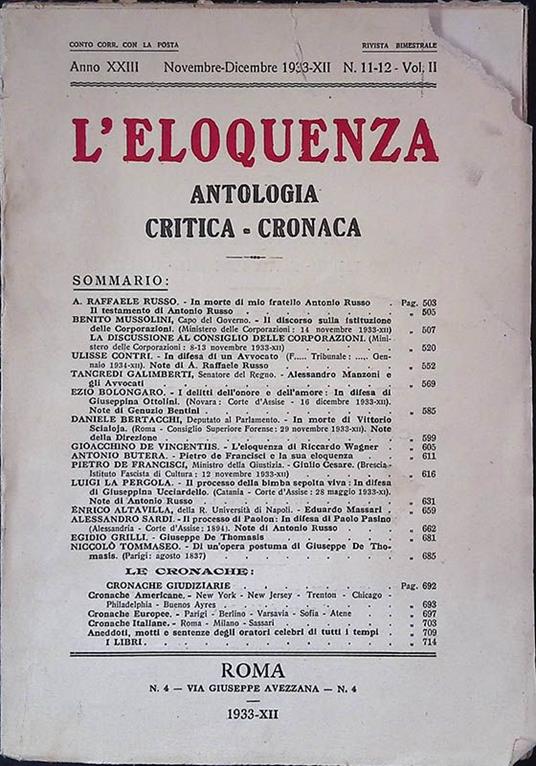 CONTO CORR. CON LA POSTA RIVISTA BIMESTRALE
Anno XXIII Novembre-Dicembre 1933-XII N. 11-12 - Vol. II
L'ELOQUENZA
ANTOLOGIA
CRITICA - CRONACA
SOMMARIO:
A. RAFFAELE RUSSO. - In morte di mio fratello Antonio Russo . Pag. 503
Il testamento di Antonio Russo . . . . . . . „ 505
BENITO MUSSOLINI, Capo del Governo. - Il discorso sulla istituzione
delle Corporazioni. (Ministero delle Corporazioni: 14 novembre 1933-XII) „ 507
LA DISCUSSIONE AL CONSIGLIO DELLE CORPORAZIONI. (Mini-
stero delle Corporazioni: 8-13 novembre 1933-XII) . . . . „ 520
ULISSE CONTRI. - In difesa di un Avvocato (F..... Tribunale: ..... Gen-
naio 1934-XII). Note di A. Raffaele Russo . . . . . „ 552
TANCREDI GALIMBERTI, Senatore del Regno. - Alessandro Manzoni e
gli Avvocati . . . . . . . . . . „ 569
EZIO BOLONGARO. - I delitti dell'onore e dell'amore: In difesa di
Giuseppina Ottolini. (Novara: Corte d'Assise - 16 dicembre 1933-XII).
Note di Genuzio Bentini . . . . . . . . „ 585
DANIELE BERTACCHI, Deputato al Parlamento. - In morte di Vittorio
Scialoja. (Roma - Consiglio Superiore Forense: 29 novembre 1933-XII). Note
della Direzione . . . . . . . . . „ 599
GIOACCHINO DE VINCENTIIS. - L'eloquenza di Riccardo Wagner . „ 605
ANTONIO BUTERA. - Pietro de Francisci e la sua eloquenza . „ 611
PIETRO DE FRANCISCI, Ministro della Giustizia. - Giulio Cesare. (Brescia-
Istituto Fascista di Cultura: 12 novembre 1933-XII) . . . . „ 616
LUIGI LA PERGOLA. - Il processo della bimba sepolta viva: In difesa
di Giuseppina Ucciardello. (Catania - Corte d'Assise: 28 maggio 1933-XI).
Note di Antonio Russo . . . . . . . . „ 631
ENRICO ALTAVILLA, della R. Università di Napoli. - Eduardo Massari . „ 659
ALESSANDRO SARDI. - Il processo di Paolon: In difesa di Paolo Pasino
(Alessandria - Corte d'Assise: 1894). Note di Antonio Russo . . „ 662
EGIDIO GRILLI. - Giuseppe De Thomasis . . . . . „ 681
NICCOLÒ TOMMASEO. - Di un'opera postuma di Giuseppe De Tho-
masis. (Parigi: agosto 1837) . . . . . . . „ 685
LE CRONACHE:
CRONACHE GIUDIZIARIE . . . . . . . Pag. 692
Cronache Americane. - New York - New Jersey - Trenton - Chicago -
Philadelphia - Buenos Ayres . . . . . . . „ 693
Cronache Europee. - Parigi - Berlino - Varsavia - Sofia - Atene . „ 697
Cronache Italiane. - Roma - Milano - Sassari . . . . „ 703
Aneddoti, motti e sentenze degli oratori celebri di tutti i tempi . „ 709
I LIBRI . . . . . . . . . . „ 714
ROMA
N. 4 — VIA GIUSEPPE AVEZZANA — N. 4
1933-XII